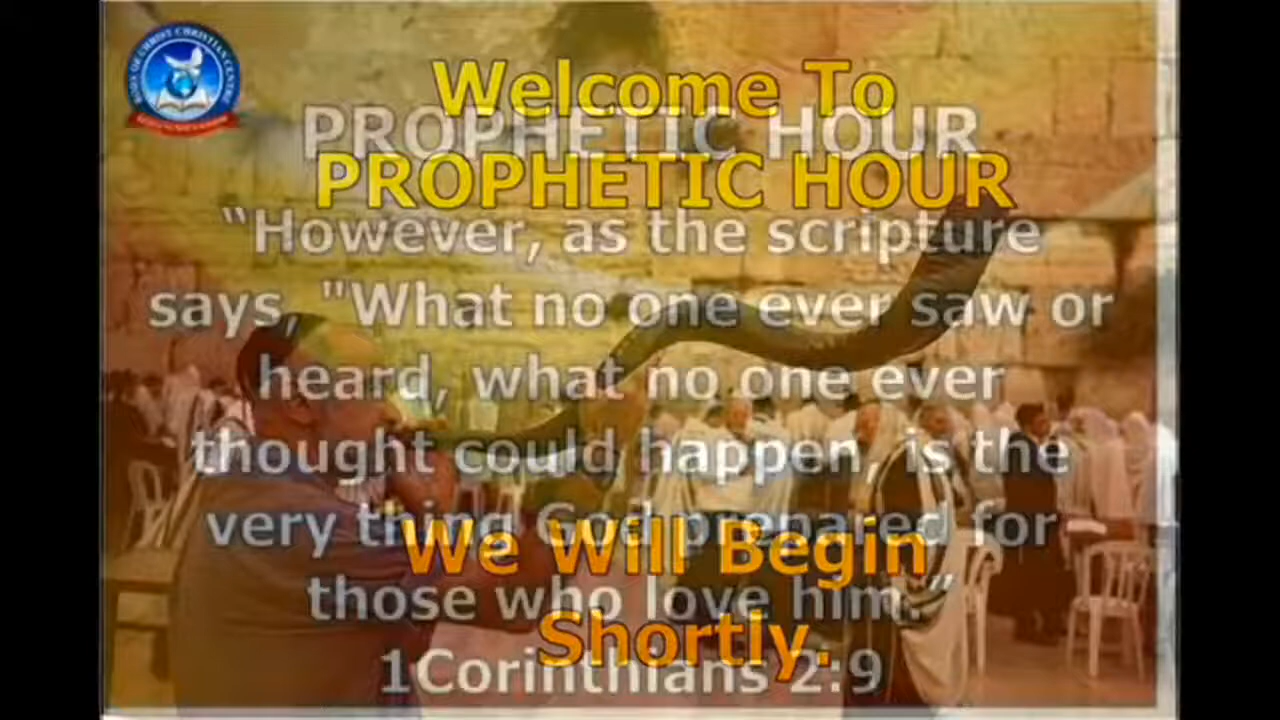 Welcome To
PROPHETIC HOUR
PROPHETIC HOUR
“However, as the scripture
says, "What no one ever saw or
heard, what no one ever
thought could happen, is the
very thing God prepared for
those who love him.”
1Corinthians 2:9
We Will Begin
Shortly.